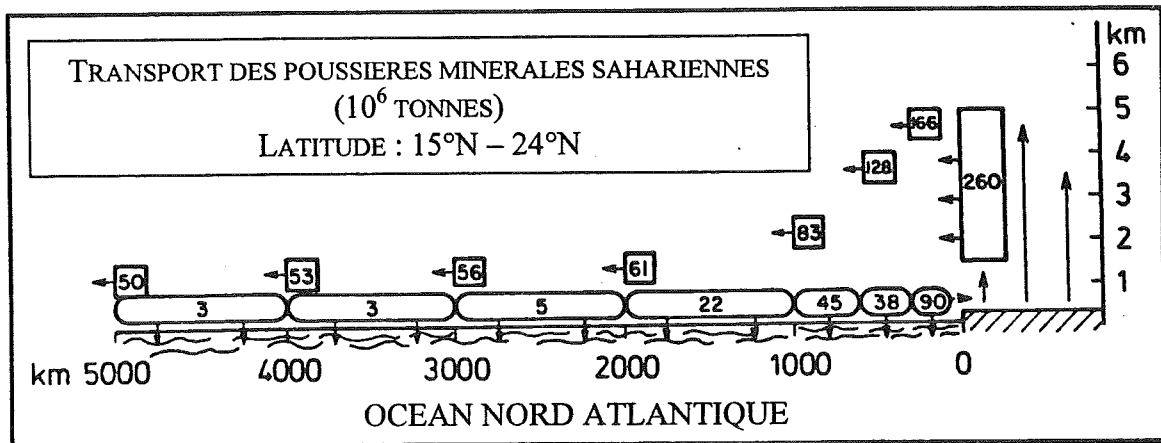 TRANSPORT DES POUSSIERES MINERALES SAHARIENNES
(10⁶ TONNES)
LATITUDE : 15°N – 24°N
km
6
5
4
3
2
1
166
128
260
83
50 53 56 61
3 3 5 22 45 38 90
km 5000 4000 3000 2000 1000 0
OCEAN NORD ATLANTIQUE